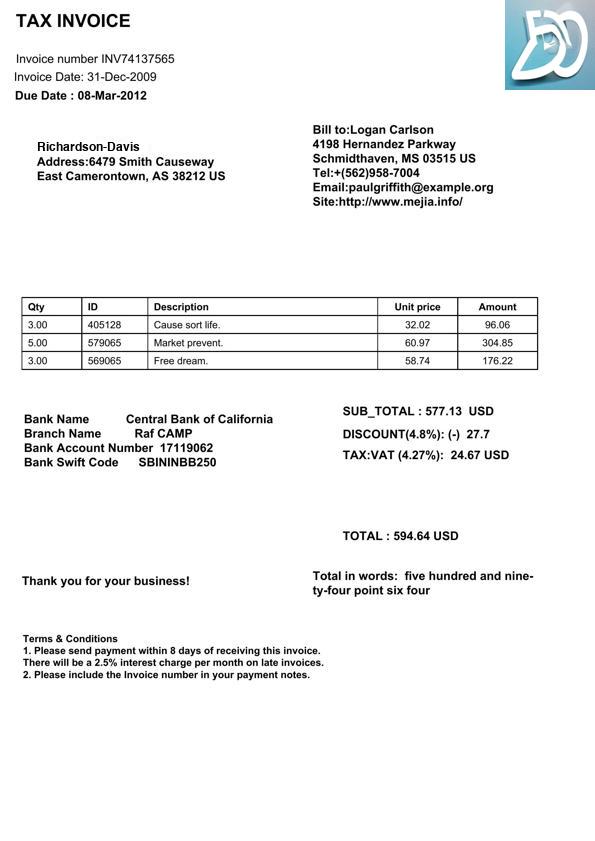 TAX INVOICE
Invoice number INV74137565
Invoice Date: 31-Dec-2009
Due Date : 08-Mar-2012
Richardson-Davis
Address:6479 Smith Causeway
East Camerontown, AS 38212 US
Bill to:Logan Carlson
4198 Hernandez Parkway
Schmidthaven, MS 03515 US
Tel:+(562)958-7004
Email:paulgriffith@example.org
Site:http://www.mejia.info/
Qty ID Description Unit price Amount
3.00 405128 Cause sort life. 32.02 96.06
5.00 579065 Market prevent. 60.97 304.85
3.00 569065 Free dream. 58.74 176.22
Bank Name Central Bank of California
Branch Name Raf CAMP
Bank Account Number 17119062
Bank Swift Code SBININBB250
SUB_TOTAL : 577.13 USD
DISCOUNT(4.8%): (-) 27.7
TAX:VAT (4.27%): 24.67 USD
TOTAL : 594.64 USD
Thank you for your business!
Total in words: five hundred and nine-
ty-four point six four
Terms & Conditions
1. Please send payment within 8 days of receiving this invoice.
There will be a 2.5% interest charge per month on late invoices.
2. Please include the Invoice number in your payment notes.